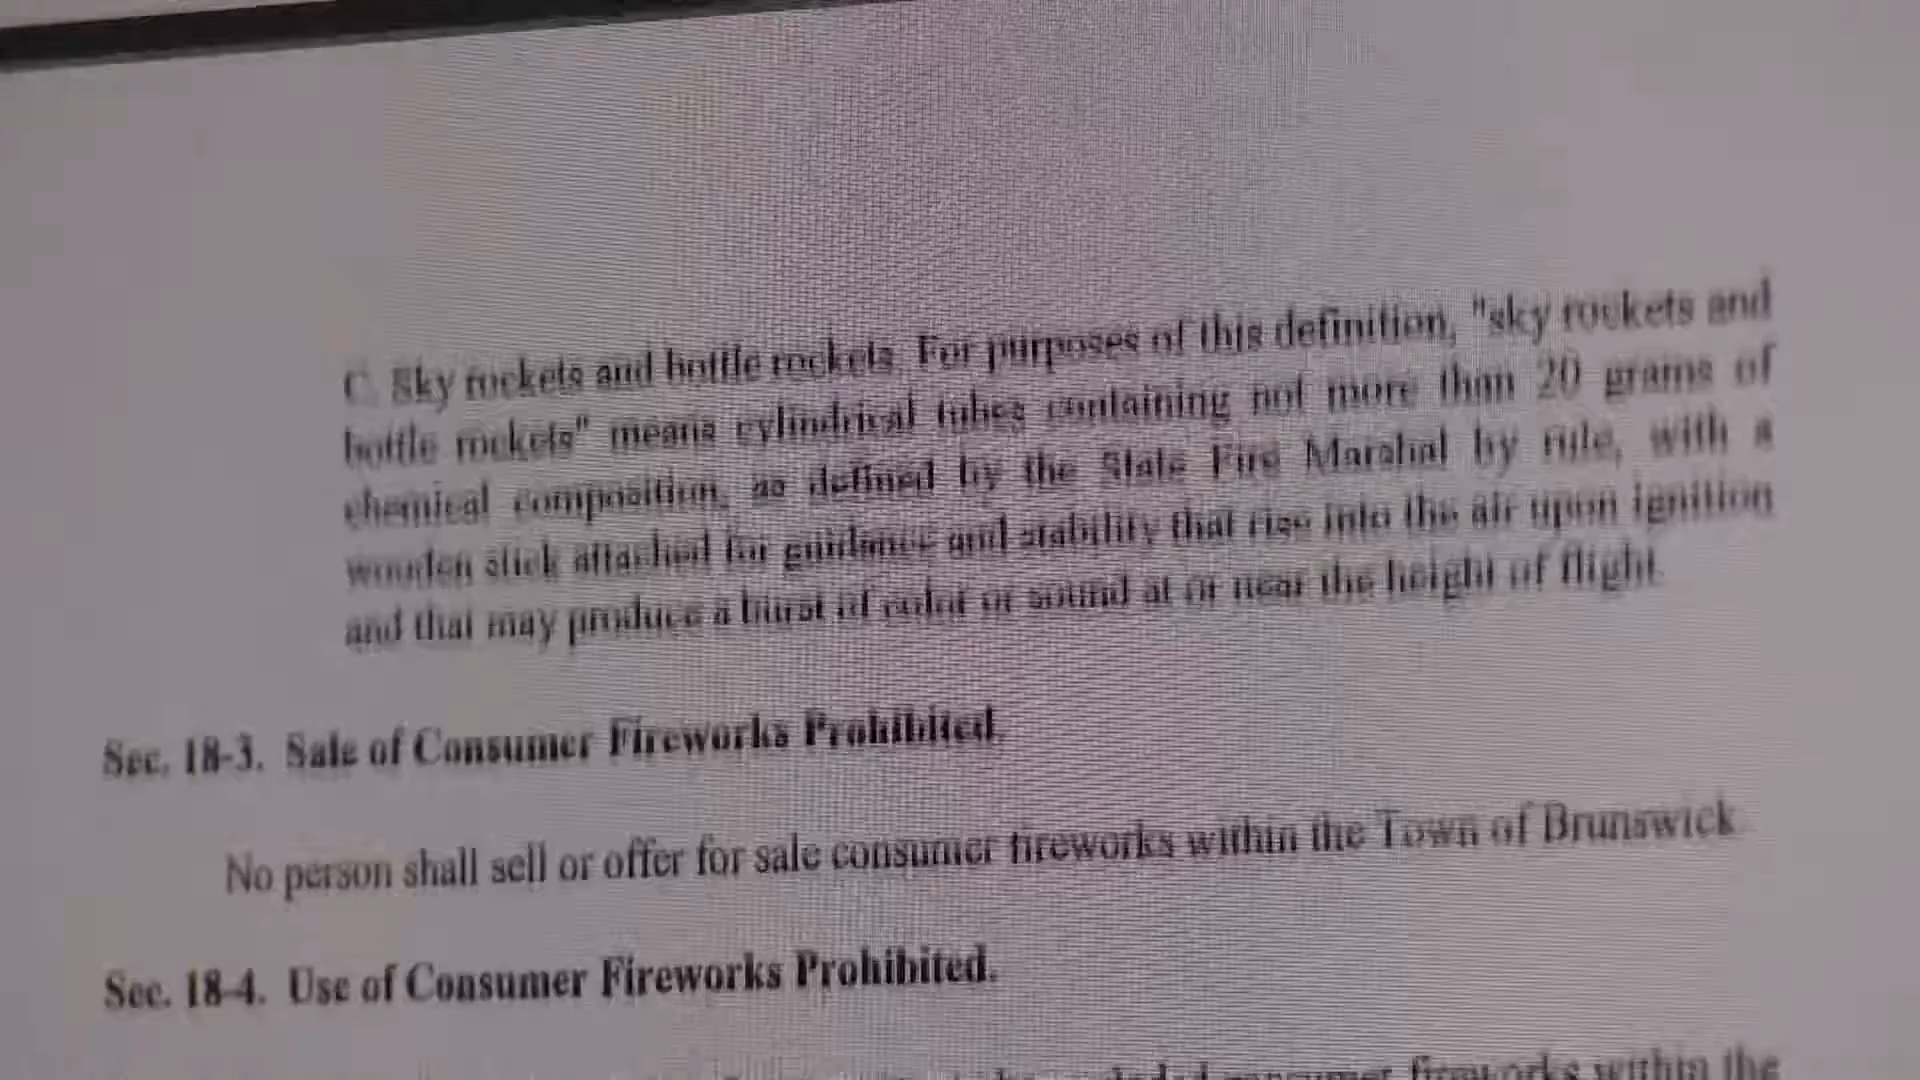 C. Sky rockets and bottle rockets. For purposes of this definition, "sky rockets and
bottle rockets" means cylindrical tubes containing not more than 20 grams of
chemical composition, as defined by the State Fire Marshal by rule, with a
wooden stick attached for guidance and stability that rise into the air upon ignition
and that may produce a burst of color or sound at or near the height of flight.
Sec. 18-3. Sale of Consumer Fireworks Prohibited.
No person shall sell or offer for sale consumer fireworks within the Town of Brunswick
Sec. 18-4. Use of Consumer Fireworks Prohibited.
consumer fireworks within the